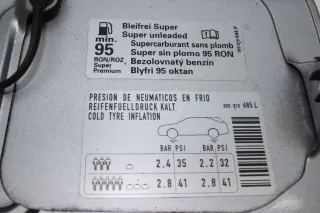 Bleifrei Super
Super unleaded
Supercarburant sans plomb
Super sin plomo 95 RON
Bezolovnatý benzín
Blyfri 95 oktan
min.
95
RON/ROZ
Super
Premium
PRESION DE NEUMATICOS EN FRIO
REIFENFUELLDRUCK KALT
COLD TYRE INFLATION
685 L
BAR PSI BAR PSI
2.4 35 2.2 32
2.8 41 2.8 41